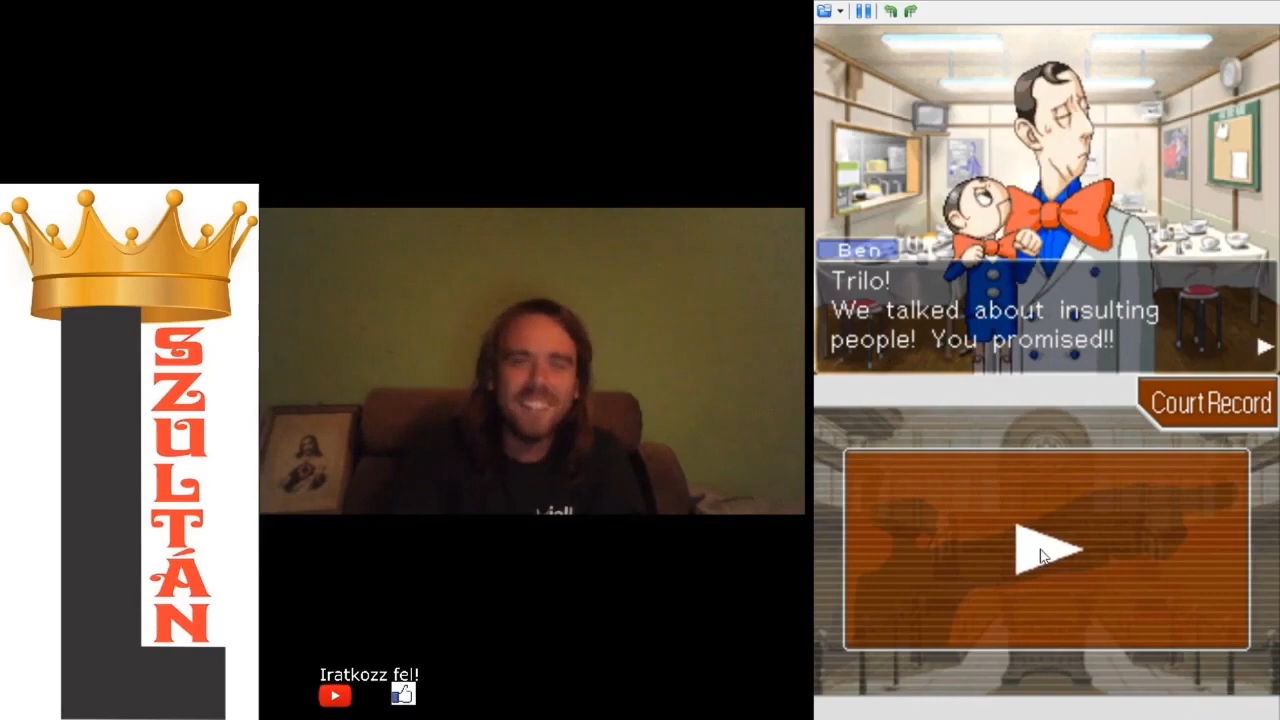 L
SZULTÁN
Iratkozz fel!
Ben
Trilo!
We talked about insulting
people! You promised!!
Court Record